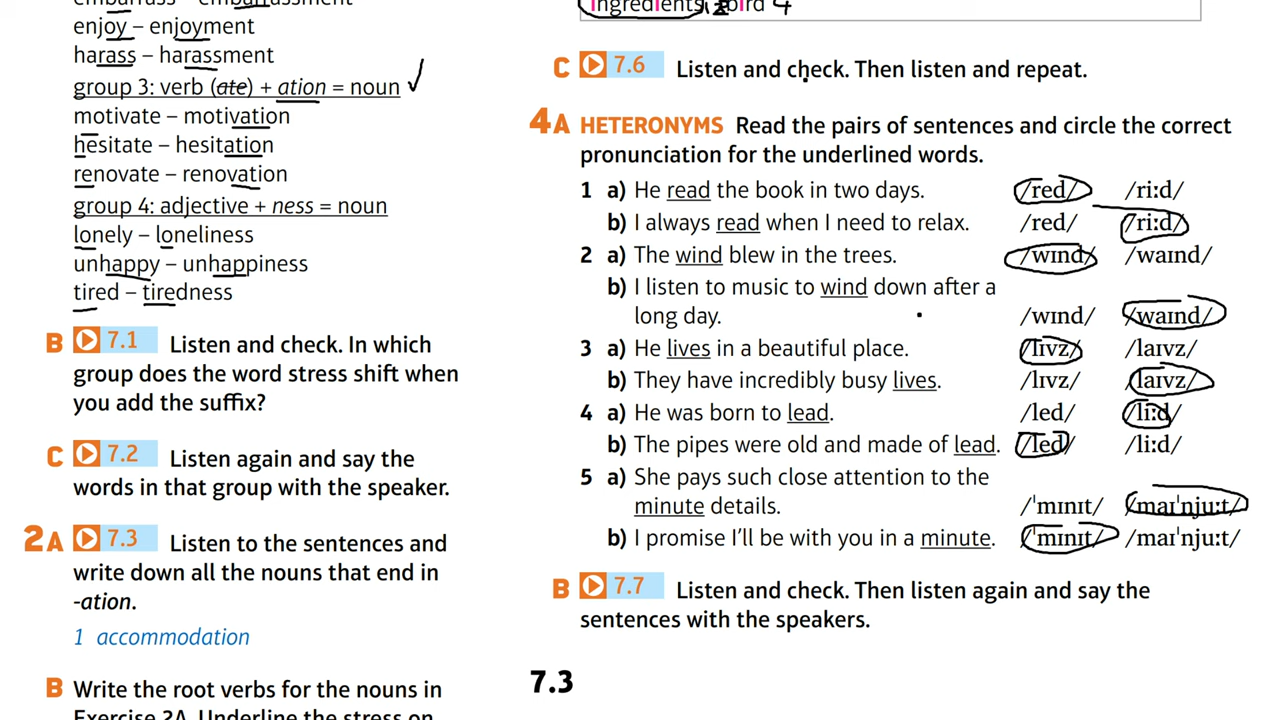 embarrass – embarrassment
enjoy – enjoyment
harass – harassment
group 3: verb (ate) + ation = noun
motivate – motivation
hesitate – hesitation
renovate – renovation
group 4: adjective + ness = noun
lonely – loneliness
unhappy – unhappiness
tired – tiredness
B 7.1 Listen and check. In which
group does the word stress shift when
you add the suffix?
C 7.2 Listen again and say the
words in that group with the speaker.
2A 7.3 Listen to the sentences and
write down all the nouns that end in
-ation.
1 accommodation
B Write the root verbs for the nouns in
Exercise 2A. Underline the stress on
ingredients, bird 4
C 7.6 Listen and check. Then listen and repeat.
4A HETERONYMS Read the pairs of sentences and circle the correct
pronunciation for the underlined words.
1 a) He read the book in two days. /red/ /riːd/
b) I always read when I need to relax. /red/ /riːd/
2 a) The wind blew in the trees. /wɪnd/ /waɪnd/
b) I listen to music to wind down after a
long day. /wɪnd/ /waɪnd/
3 a) He lives in a beautiful place. /lɪvz/ /laɪvz/
b) They have incredibly busy lives. /lɪvz/ /laɪvz/
4 a) He was born to lead. /led/ /liːd/
b) The pipes were old and made of lead. /led/ /liːd/
5 a) She pays such close attention to the
minute details. /ˈmɪnɪt/ /maɪˈnjuːt/
b) I promise I'll be with you in a minute. /ˈmɪnɪt/ /maɪˈnjuːt/
B 7.7 Listen and check. Then listen again and say the
sentences with the speakers.
7.3